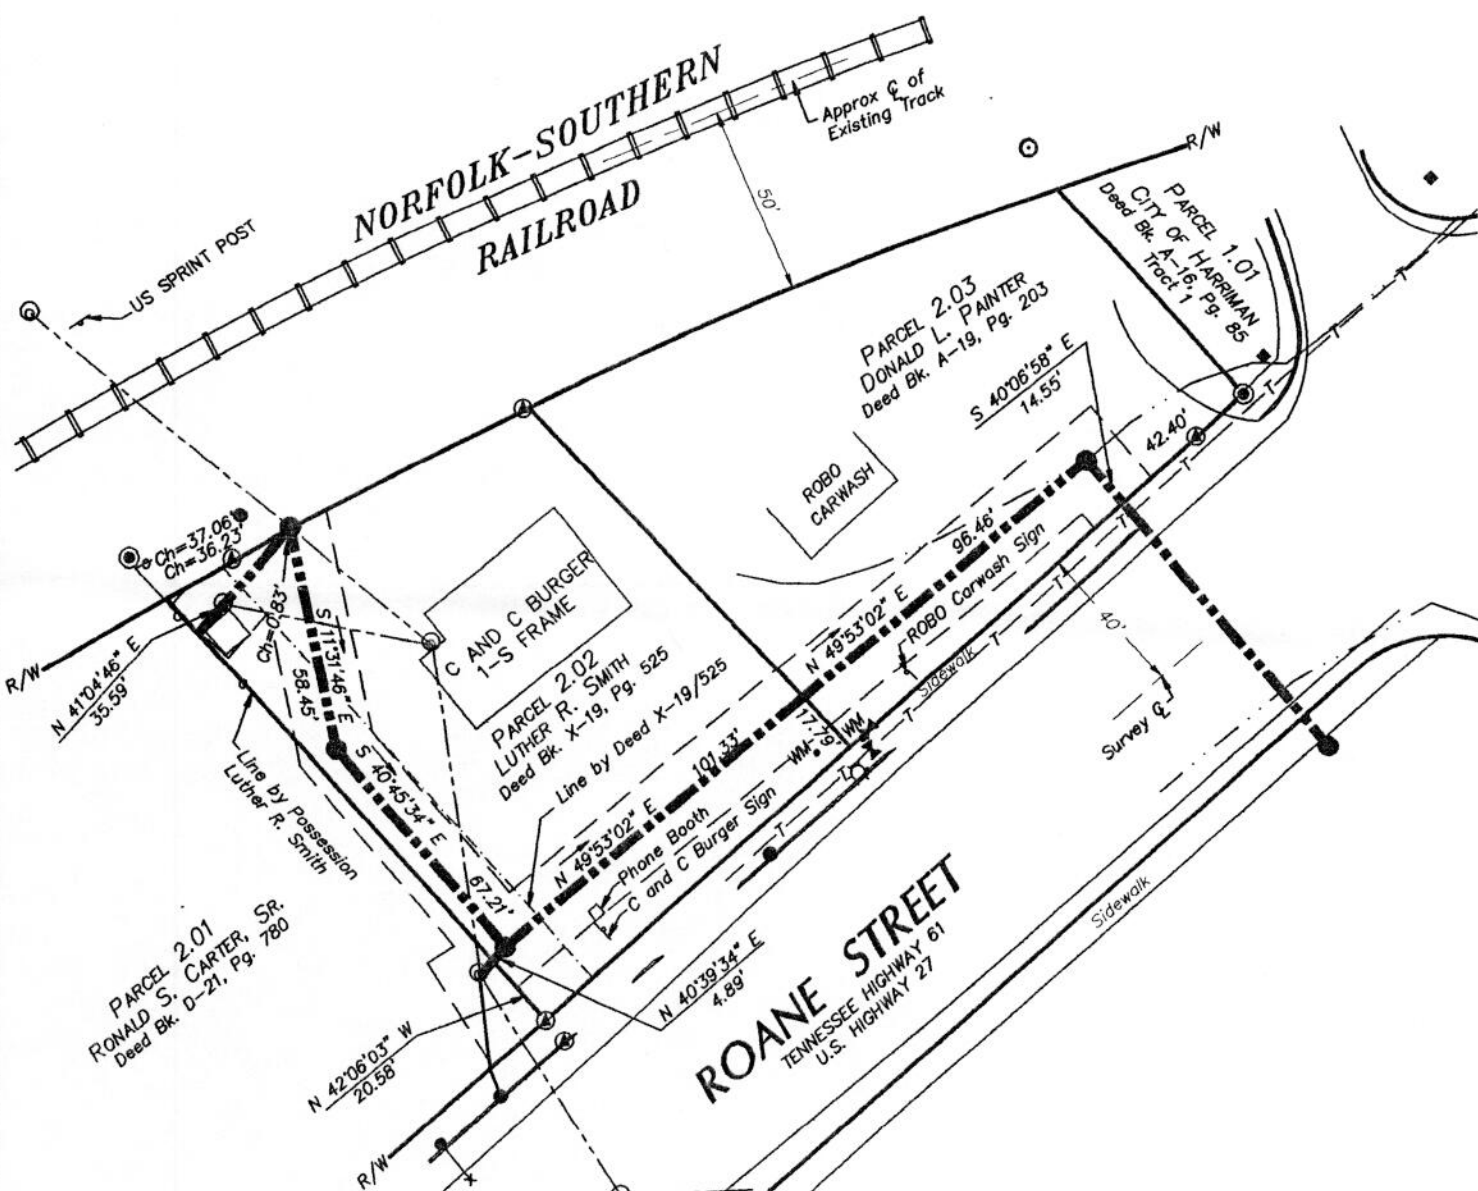 NORFOLK-SOUTHERN
RAILROAD
Approx ℄ of
Existing Track
R/W
50'
US SPRINT POST
PARCEL 1.01
CITY OF HARRIMAN
Deed Bk. A-16, Pg. 85
Tract 1
PARCEL 2.03
DONALD L. PAINTER
Deed Bk. A-19, Pg. 203
S 40°06'58" E
14.55'
42.40'
T
T
T
ROBO
CARWASH
96.46'
ROBO Carwash Sign
N 49°53'02" E
Sidewalk
T
T
T
T
T
T
40'
Survey ℄
Ch=37.06'
Ch=36.23'
Ch=0.83'
S 11°31'46" E
58.45'
C AND C BURGER
1-S FRAME
PARCEL 2.02
LUTHER R. SMITH
Deed Bk. X-19, Pg. 525
Line by Deed X-19/525
R/W
N 41°04'46" E
35.59'
Line by Possession
Luther R. Smith
S 40°45'34" E
67.21'
101.33'
17.79'
WM
WM
N 49°53'02" E
Phone Booth
C and C Burger Sign
PARCEL 2.01
RONALD S. CARTER, SR.
Deed Bk. D-21, Pg. 780
N 40°39'34" E
4.89'
N 42°06'03" W
20.58'
R/W
ROANE STREET
TENNESSEE HIGHWAY 61
U.S. HIGHWAY 27
Sidewalk